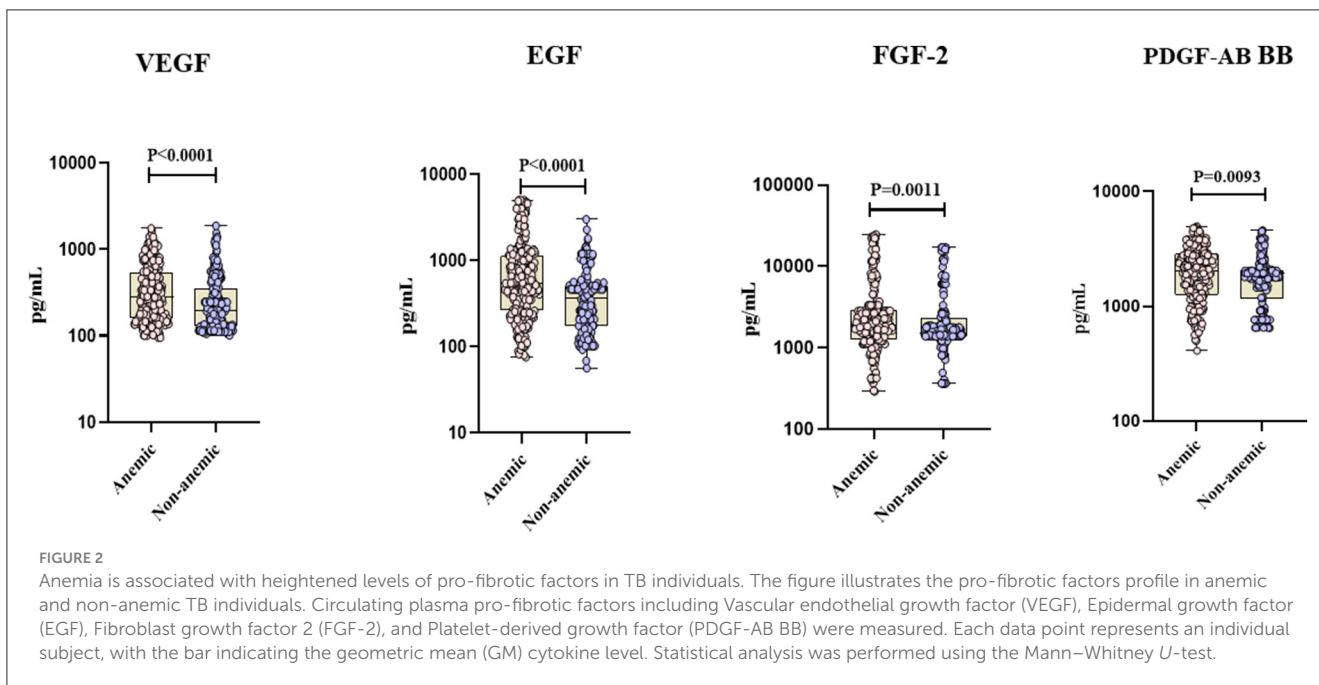 VEGF
P<0.0001
10000
1000
100
10
pg/mL
Anemic
Non-anemic
EGF
P<0.0001
10000
1000
100
10
pg/mL
Anemic
Non-anemic
FGF-2
P=0.0011
100000
10000
1000
100
pg/mL
Anemic
Non-anemic
PDGF-AB BB
P=0.0093
10000
1000
100
pg/mL
Anemic
Non-anemic
FIGURE 2
Anemia is associated with heightened levels of pro-fibrotic factors in TB individuals. The figure illustrates the pro-fibrotic factors profile in anemic
and non-anemic TB individuals. Circulating plasma pro-fibrotic factors including Vascular endothelial growth factor (VEGF), Epidermal growth factor
(EGF), Fibroblast growth factor 2 (FGF-2), and Platelet-derived growth factor (PDGF-AB BB) were measured. Each data point represents an individual
subject, with the bar indicating the geometric mean (GM) cytokine level. Statistical analysis was performed using the Mann–Whitney U-test.